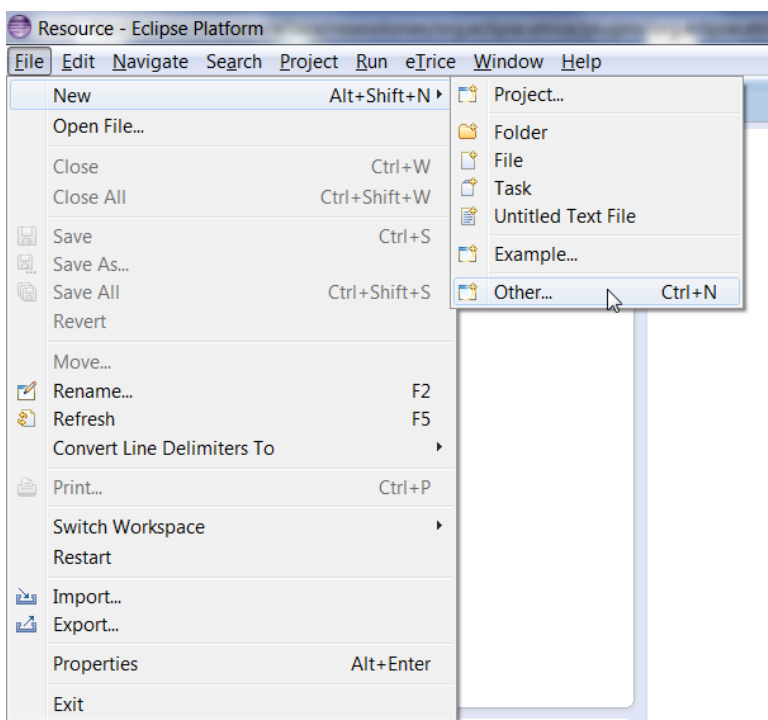 Resource - Eclipse Platform
File Edit Navigate Search Project Run eTrice Window Help
New Alt+Shift+N
Open File...
Close Ctrl+W
Close All Ctrl+Shift+W
Save Ctrl+S
Save As...
Save All Ctrl+Shift+S
Revert
Move...
Rename... F2
Refresh F5
Convert Line Delimiters To
Print... Ctrl+P
Switch Workspace
Restart
Import...
Export...
Properties Alt+Enter
Exit
Project...
Folder
File
Task
Untitled Text File
Example...
Other... Ctrl+N